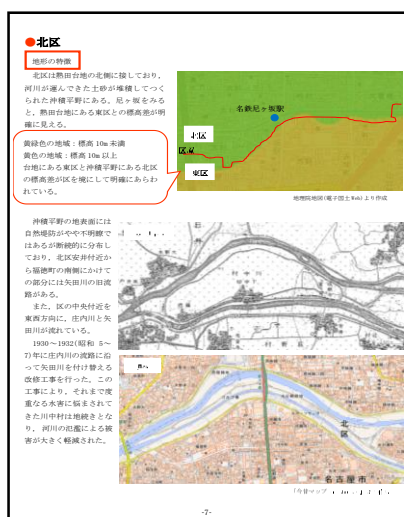 ●北区
地形の特徴
北区は熱田台地の北側に接しており、
河川が運んできた土砂が堆積してつく
られた沖積平野にある。尼ヶ坂をみる
と、熱田台地にある東区との標高差が明
確に見える。
名鉄尼ヶ坂駅
北区
区境
東区
黄緑色の地域：標高 10m 未満
黄色の地域：標高 10m 以上
台地にある東区と沖積平野にある北区
の標高差が区を境にして明確にあらわ
れている。
地理院地図(電子国土 Web)より作成
沖積平野の地表面には
自然堤防がやや不明瞭で
はあるが断続的に分布し
ており、北区安井付近か
ら福徳町の南側にかけて
の部分には矢田川の旧流
路がある。
また、区の中央付近を
東西方向に、庄内川と矢
田川が流れている。
1930～1932(昭和 5～
7)年に庄内川の流路に沿
って矢田川を付け替える
改修工事を行った。この
工事により、それまで度
重なる水害に悩まされて
きた川中村は地続きとな
り、河川の氾濫による被
害が大きく軽減された。
村中川
北区
名古屋市
「今昔マップ
-7-